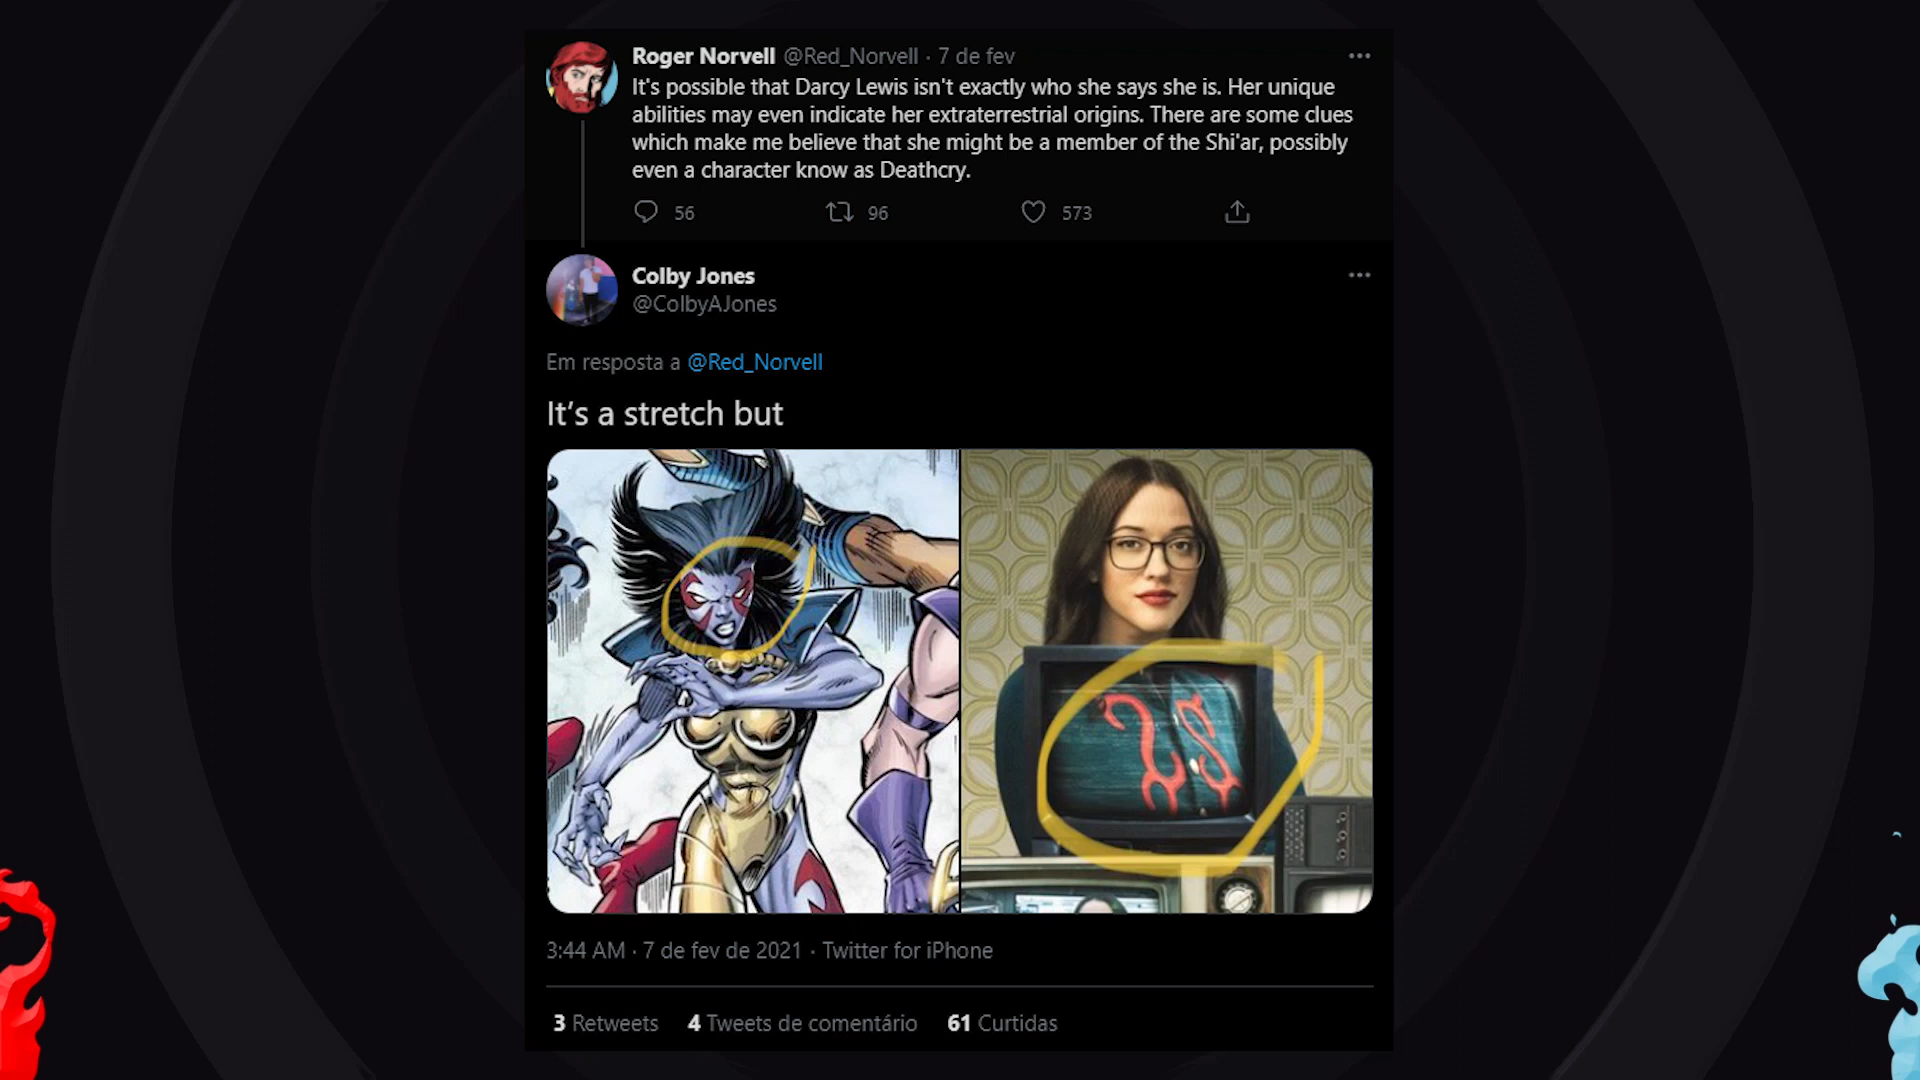 Roger Norvell @Red_Norvell · 7 de fev
It's possible that Darcy Lewis isn't exactly who she says she is. Her unique
abilities may even indicate her extraterrestrial origins. There are some clues
which make me believe that she might be a member of the Shi'ar, possibly
even a character know as Deathcry.
56 96 573
Colby Jones
@ColbyAJones
Em resposta a @Red_Norvell
It’s a stretch but
3:44 AM · 7 de fev de 2021 · Twitter for iPhone
3 Retweets 4 Tweets de comentário 61 Curtidas